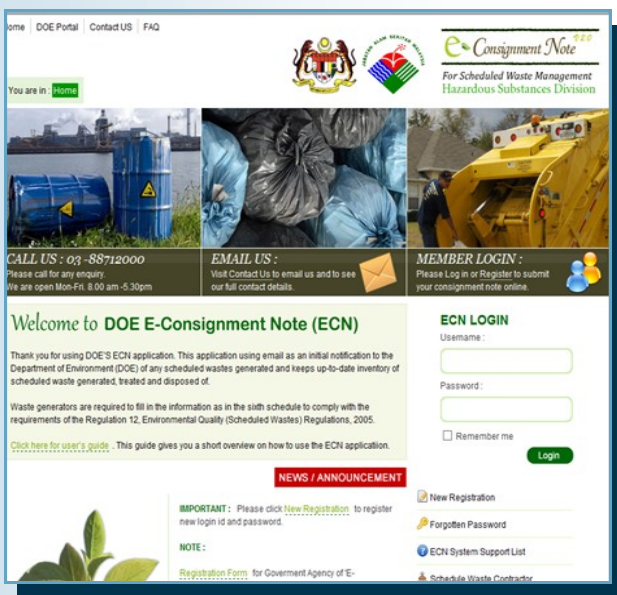 ome DOE Portal Contact US FAQ
e-Consignment Note
For Scheduled Waste Management
Hazardous Substances Division
You are in : Home
CALL US : 03 -88712000
Please call for any enquiry.
We are open Mon-Fri. 8.00 am -5.30pm
EMAIL US :
Visit Contact Us to email us and to see
our full contact details.
MEMBER LOGIN :
Please Log in or Register to submit
your consignment note online.
Welcome to DOE E-Consignment Note (ECN)
Thank you for using DOE'S ECN application. This application using email as an initial notification to the
Department of Environment (DOE) of any scheduled wastes generated and keeps up-to-date inventory of
scheduled waste generated, treated and disposed of.
Waste generators are required to fill in the information as in the sixth schedule to comply with the
requirements of the Regulation 12, Environmental Quality (Scheduled Wastes) Regulations, 2005.
Click here for user's guide . This guide gives you a short overview on how to use the ECN applicatiion.
ECN LOGIN
Username :
Password :
Remember me
Login
NEWS / ANNOUNCEMENT
IMPORTANT : Please click New Registration to register
new login id and password.
NOTE :
Registration Form for Goverment Agency of 'E-
New Registration
Forgotten Password
ECN System Support List
Schedule Waste Contractor